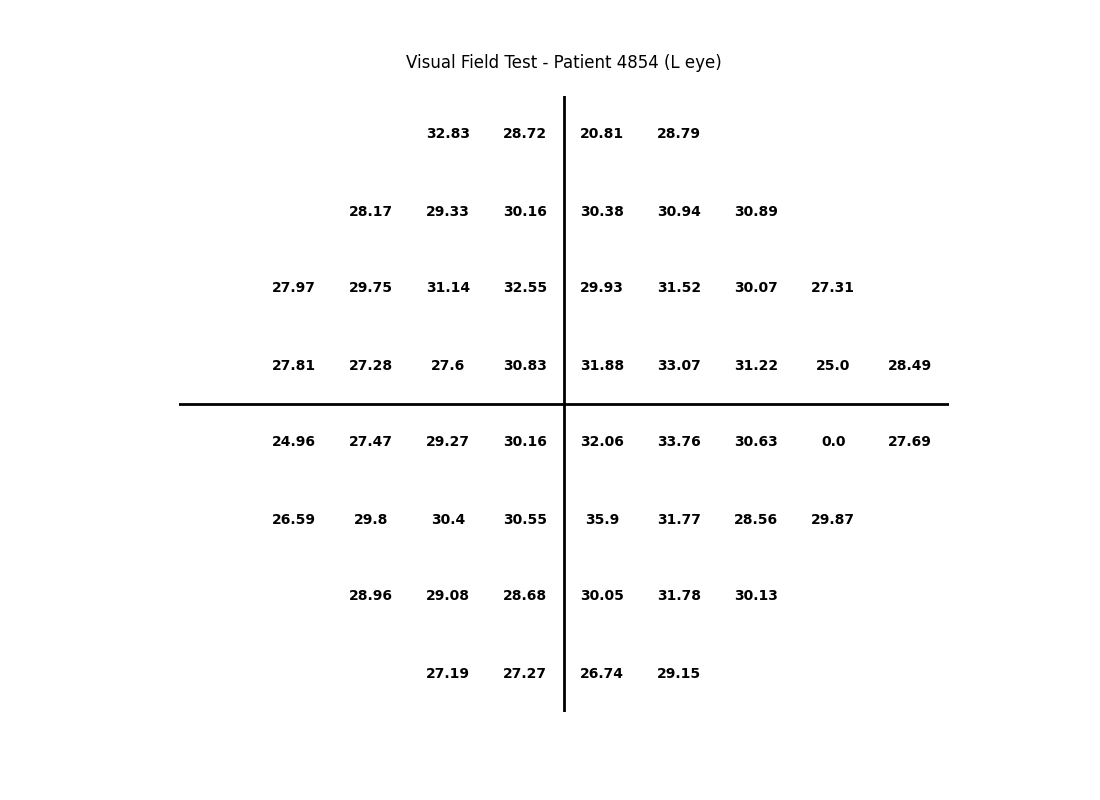 Visual Field Test - Patient 4854 (L eye)
32.83 28.72 20.81 28.79
28.17 29.33 30.16 30.38 30.94 30.89
27.97 29.75 31.14 32.55 29.93 31.52 30.07 27.31
27.81 27.28 27.6 30.83 31.88 33.07 31.22 25.0 28.49
24.96 27.47 29.27 30.16 32.06 33.76 30.63 0.0 27.69
26.59 29.8 30.4 30.55 35.9 31.77 28.56 29.87
28.96 29.08 28.68 30.05 31.78 30.13
27.19 27.27 26.74 29.15